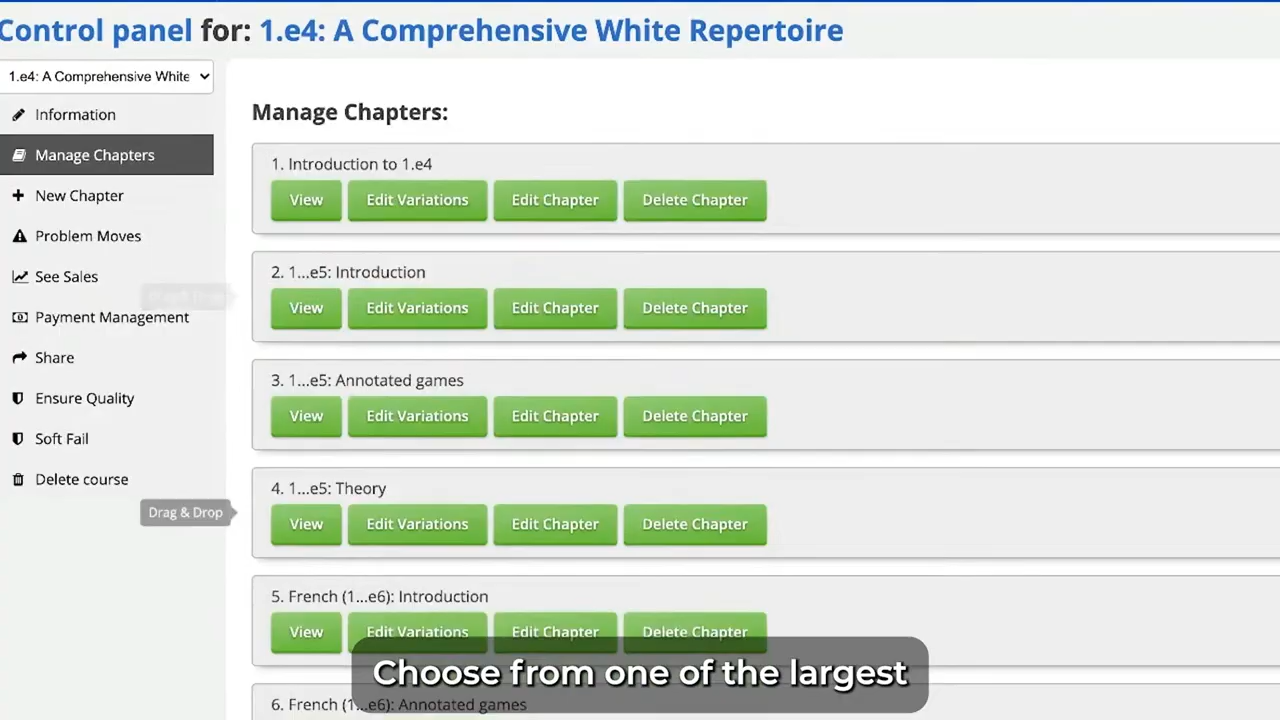 Control panel for: 1.e4: A Comprehensive White Repertoire
1.e4: A Comprehensive White
Information
Manage Chapters
New Chapter
Problem Moves
See Sales
Payment Management
Share
Ensure Quality
Soft Fail
Delete course
Drag & Drop
Manage Chapters:
1. Introduction to 1.e4
View Edit Variations Edit Chapter Delete Chapter
2. 1...e5: Introduction
View Edit Variations Edit Chapter Delete Chapter
3. 1...e5: Annotated games
View Edit Variations Edit Chapter Delete Chapter
4. 1...e5: Theory
View Edit Variations Edit Chapter Delete Chapter
5. French (1...e6): Introduction
View Edit Variations Edit Chapter Delete Chapter
Choose from one of the largest
6. French (1...e6): Annotated games